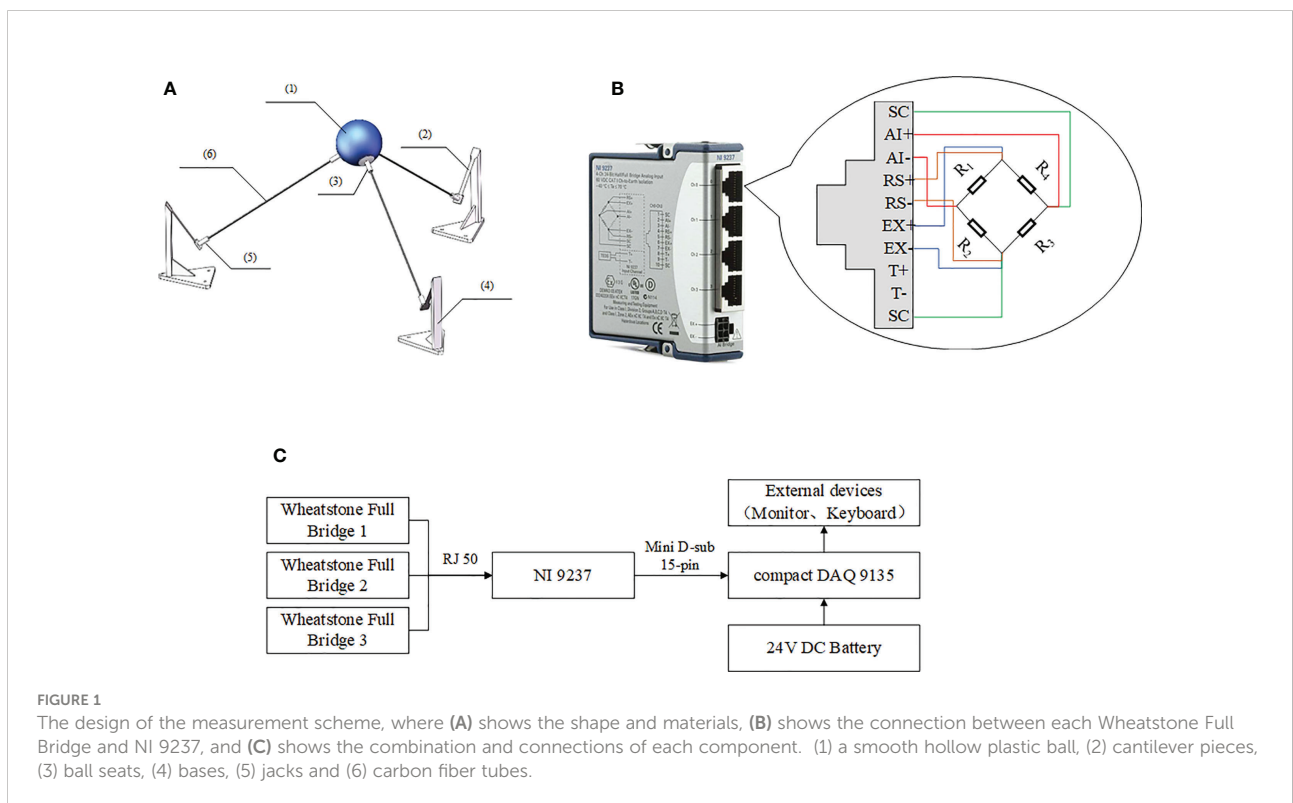 A
(1)
(2)
(3)
(4)
(5)
(6)
B
NI 9237
NI 9237
SC
AI+
AI-
RS+
RS-
EX+
EX-
T+
T-
SC
R1
R4
R2
R3
C
Wheatstone Full
Bridge 1
Wheatstone Full
Bridge 2
Wheatstone Full
Bridge 3
RJ 50
NI 9237
Mini D-sub
15-pin
External devices
（Monitor、Keyboard）
compact DAQ 9135
24V DC Battery
FIGURE 1
The design of the measurement scheme, where (A) shows the shape and materials, (B) shows the connection between each Wheatstone Full
Bridge and NI 9237, and (C) shows the combination and connections of each component. (1) a smooth hollow plastic ball, (2) cantilever pieces,
(3) ball seats, (4) bases, (5) jacks and (6) carbon fiber tubes.